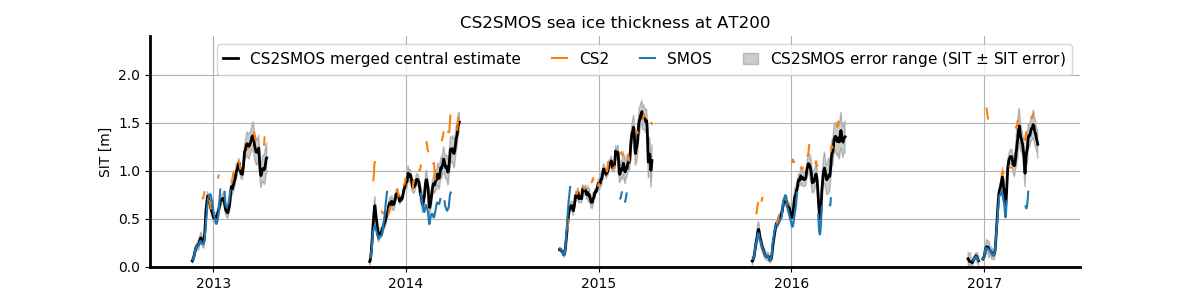 CS2SMOS sea ice thickness at AT200
CS2SMOS merged central estimate CS2 SMOS CS2SMOS error range (SIT ± SIT error)
SIT [m]
2.0
1.5
1.0
0.5
0.0
2013 2014 2015 2016 2017